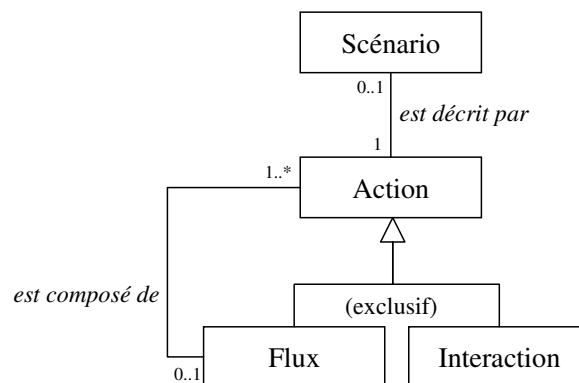 Scénario
0..1
est décrit par
1
1..*
Action
est composé de
(exclusif)
Flux
Interaction
0..1